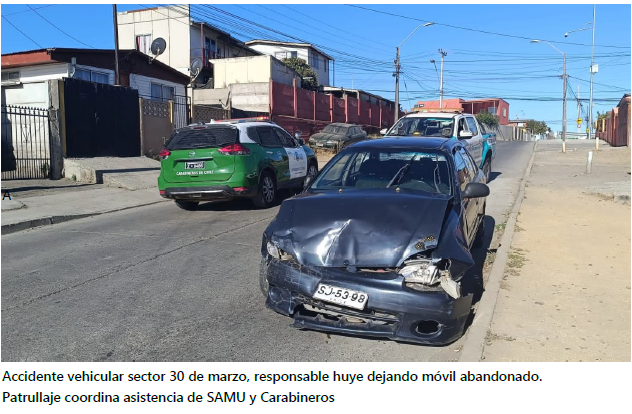 CARABINEROS DE CHILE
SJ·53-98
Accidente vehicular sector 30 de marzo, responsable huye dejando móvil abandonado.
Patrullaje coordina asistencia de SAMU y Carabineros